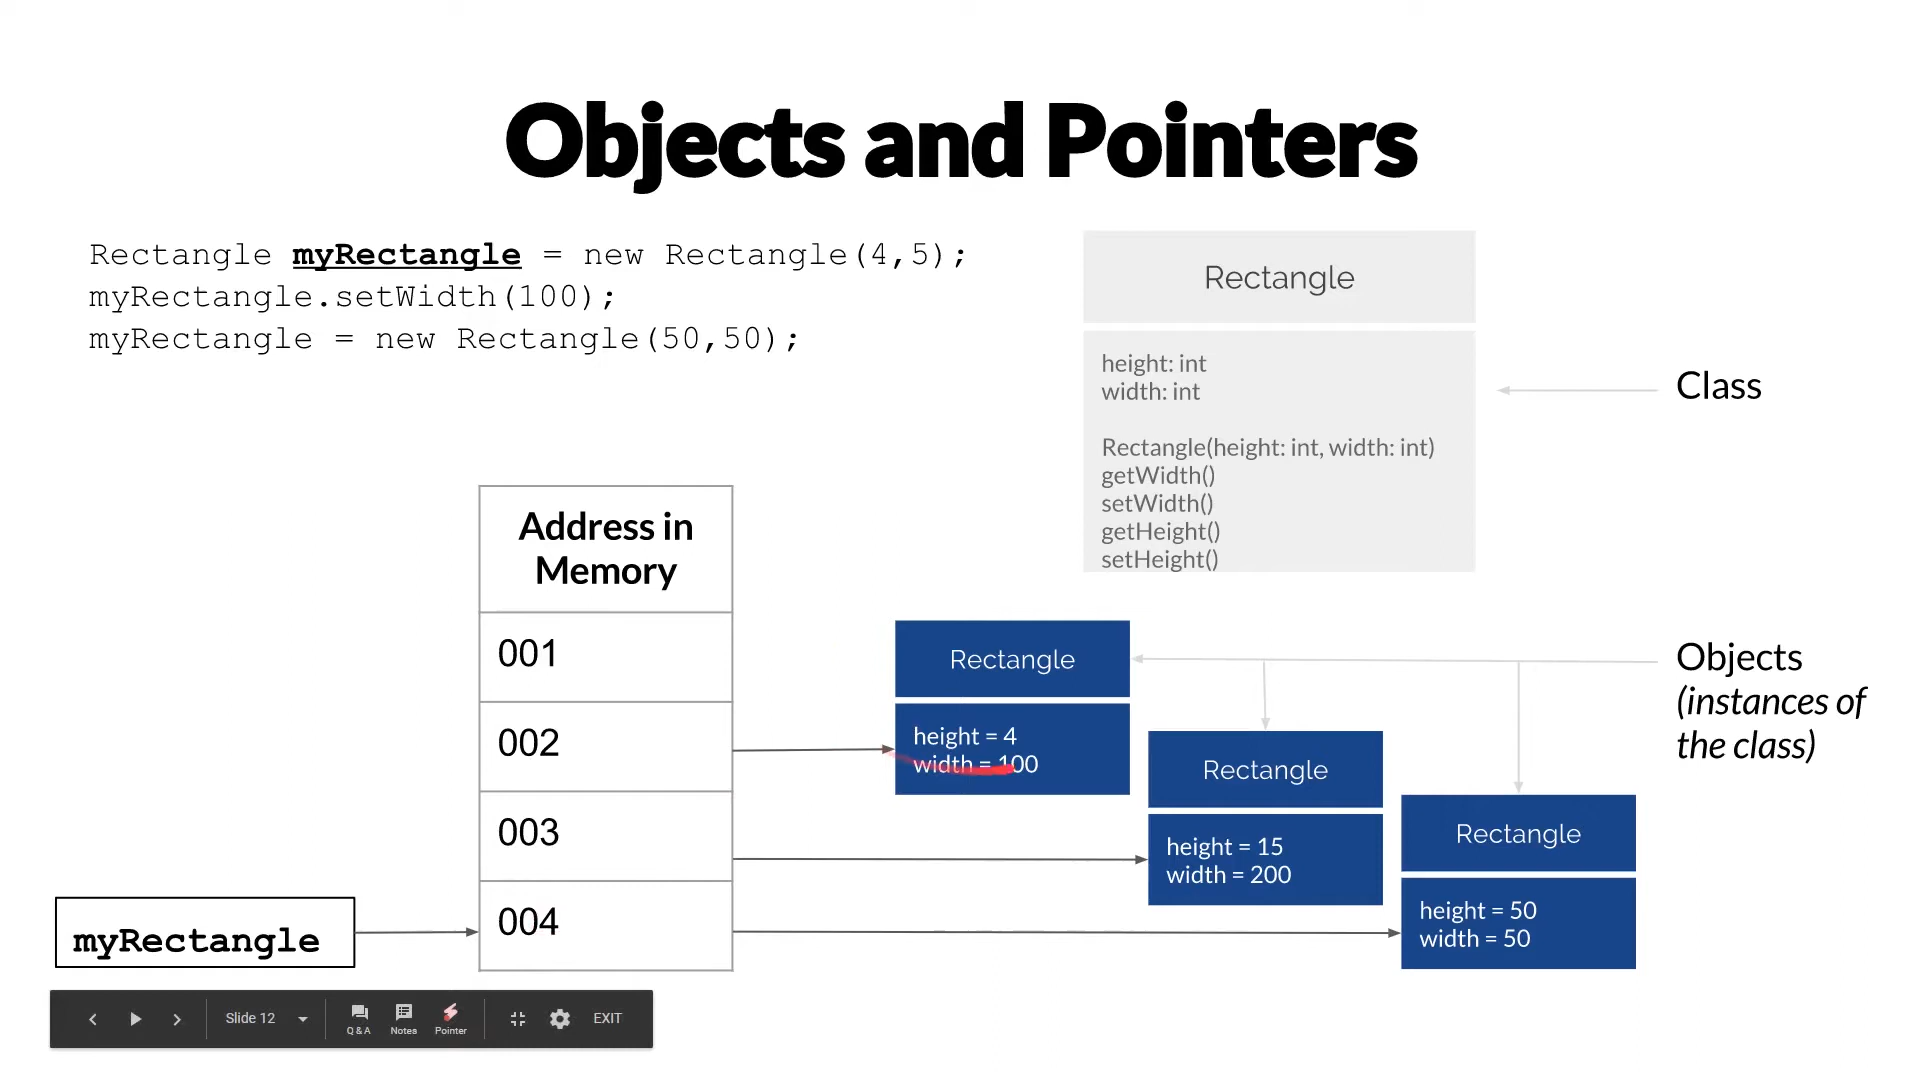 Objects and Pointers
Rectangle myRectangle = new Rectangle(4,5);
myRectangle.setWidth(100);
myRectangle = new Rectangle(50,50);
Rectangle
height: int
width: int
Rectangle(height: int, width: int)
getWidth()
setWidth()
getHeight()
setHeight()
Class
Address in
Memory
001
002
003
004
myRectangle
Rectangle
height = 4
width = 100
Rectangle
height = 15
width = 200
Rectangle
height = 50
width = 50
Objects
(instances of
the class)
Slide 12
Q & A
Notes
Pointer
EXIT